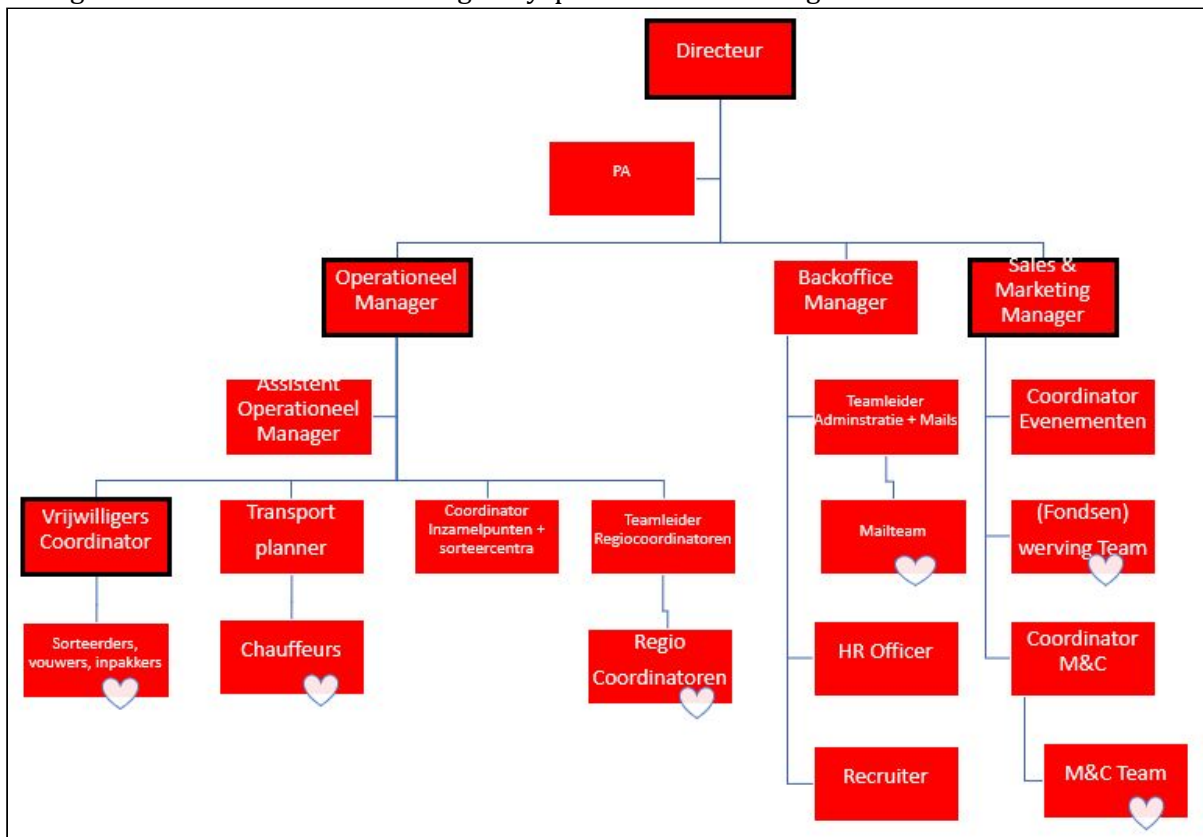 Directeur
PA
Operationeel
Manager
Backoffice
Manager
Sales &
Marketing
Manager
Assistent
Operationeel
Manager
Teamleider
Adminstratie + Mails
Coordinator
Evenementen
Vrijwilligers
Coordinator
Transport
planner
Coordinator
Inzamelpunten +
sorteercentra
Teamleider
Regiocoordinatoren
Mailteam
(Fondsen)
werving Team
Sorteerders,
vouwers, inpakkers
Chauffeurs
Regio
Coordinatoren
HR Officer
Coordinator
M&C
Recruiter
M&C Team